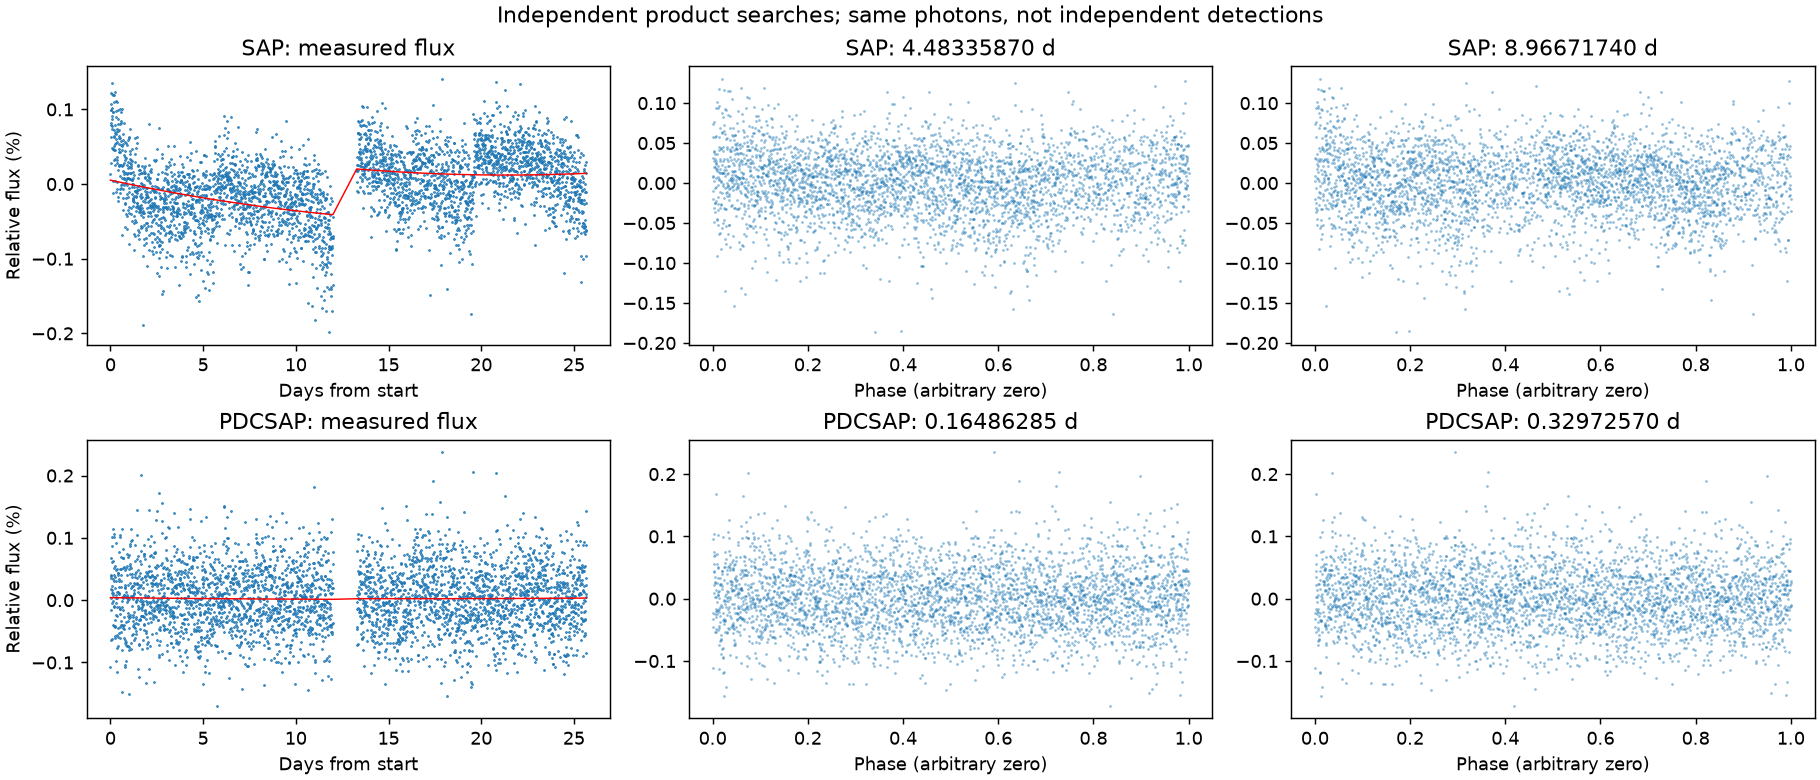 Independent product searches; same photons, not independent detections
SAP: measured flux
SAP: 4.48335870 d
SAP: 8.96671740 d
Relative flux (%)
0.1
0.0
−0.1
−0.2
0 5 10 15 20 25
Days from start
0.10
0.05
0.00
−0.05
−0.10
−0.15
−0.20
0.0 0.2 0.4 0.6 0.8 1.0
Phase (arbitrary zero)
0.10
0.05
0.00
−0.05
−0.10
−0.15
−0.20
0.0 0.2 0.4 0.6 0.8 1.0
Phase (arbitrary zero)
PDCSAP: measured flux
PDCSAP: 0.16486285 d
PDCSAP: 0.32972570 d
Relative flux (%)
0.2
0.1
0.0
−0.1
0 5 10 15 20 25
Days from start
0.2
0.1
0.0
−0.1
0.0 0.2 0.4 0.6 0.8 1.0
Phase (arbitrary zero)
0.2
0.1
0.0
−0.1
0.0 0.2 0.4 0.6 0.8 1.0
Phase (arbitrary zero)